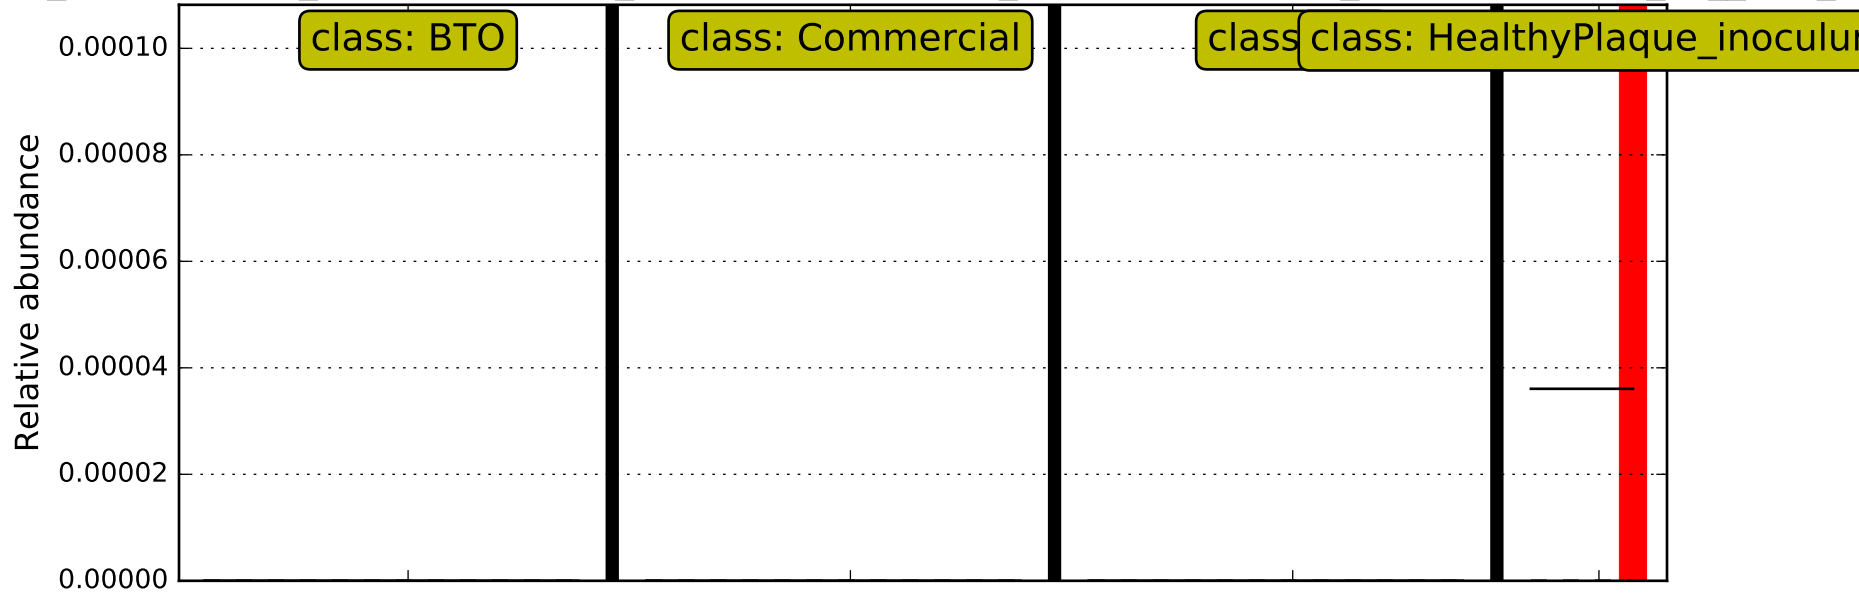 class: BTO
class: Commercial
class
class: HealthyPlaque_inoculu
0.00010
0.00008
0.00006
0.00004
0.00002
0.00000
Relative abundance